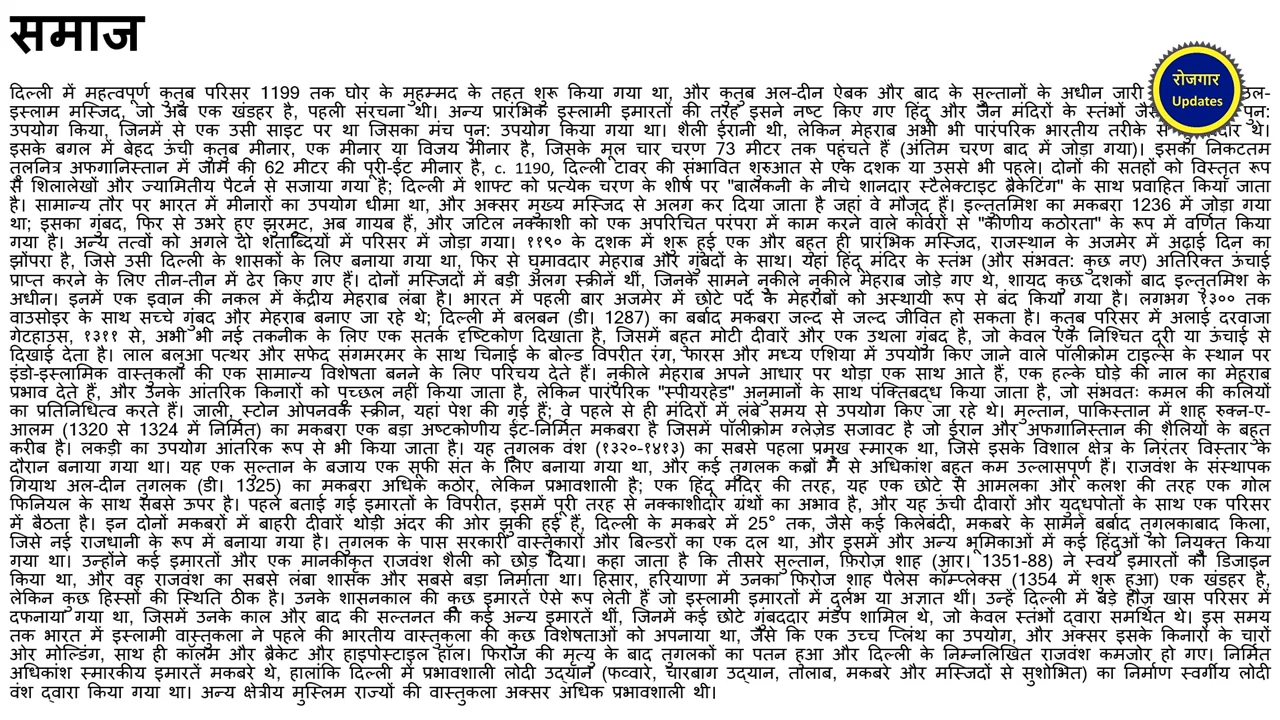 समाज
रोजगार
Updates
दिल्ली में महत्वपूर्ण कुतुब परिसर 1199 तक घोर के मुहम्मद के तहत शुरू किया गया था, और कुतुब अल-दीन ऐबक और बाद के सुल्तानों के अधीन जारी
इस्लाम मस्जिद, जो अब एक खंडहर है, पहली संरचना थी। अन्य प्रारंभिक इस्लामी इमारतों की तरह इसने नष्ट किए गए हिंदू और जैन मंदिरों के स्तंभों
उपयोग किया, जिनमें से एक उसी साइट पर था जिसका मंच पुन: उपयोग किया गया था। शैली ईरानी थी, लेकिन मेहराब अभी भी पारंपरिक भारतीय तरीके थे।
इसके बगल में बेहद ऊंची कुतुब मीनार, एक मीनार या विजय मीनार है, जिसके मूल चार चरण 73 मीटर तक पहुंचते हैं (अंतिम चरण बाद में जोड़ा गया)। इसका निकटतम
तुलनित्र अफगानिस्तान में जाम की 62 मीटर की पूरी-ईंट मीनार है, c. 1190, दिल्ली टावर की संभावित शुरुआत से एक दशक या उससे भी पहले। दोनों की सतहों को विस्तृत रूप
से शिलालेखों और ज्यामितीय पैटर्न से सजाया गया है; दिल्ली में शाफ्ट को प्रत्येक चरण के शीर्ष पर "बालकनी के नीचे शानदार स्टैलेक्टाइट ब्रैकेटिंग" के साथ प्रवाहित किया जाता
है। सामान्य तौर पर भारत में मीनारों का उपयोग धीमा था, और अक्सर मुख्य मस्जिद से अलग कर दिया जाता है जहां वे मौजूद हैं। इल्तुतमिश का मकबरा 1236 में जोड़ा गया
था; इसका गुंबद, फिर से उभरे हुए झुरमुट, अब गायब हैं, और जटिल नक्काशी को एक अपरिचित परंपरा में काम करने वाले कार्वरों से "कोणीय कठोरता" के रूप में वर्णित किया
गया है। अन्य तत्वों को अगले दो शताब्दियों में परिसर में जोड़ा गया। ११९० के दशक में शुरू हुई एक और बहुत ही प्रारंभिक मस्जिद, राजस्थान के अजमेर में अढ़ाई दिन का
झोंपरा है, जिसे उसी दिल्ली के शासकों के लिए बनाया गया था, फिर से घुमावदार मेहराब और गुंबदों के साथ। यहां हिंदू मंदिर के स्तंभ (और संभवत: कुछ नए) अतिरिक्त ऊंचाई
प्राप्त करने के लिए तीन-तीन में ढेर किए गए हैं। दोनों मस्जिदों में बड़ी अलग स्क्रीनें थीं, जिनके सामने नुकीले नुकीले मेहराब जोड़े गए थे, शायद कुछ दशकों बाद इल्तुतमिश के
अधीन। इनमें एक इवान की नकल में केंद्रीय मेहराब लंबा है। भारत में पहली बार अजमेर में छोटे पर्दे के मेहराबों को अस्थायी रूप से बंद किया गया है। लगभग १३०० तक
वाउसोइर के साथ सच्चे गुंबद और मेहराब बनाए जा रहे थे; दिल्ली में बलबन (डी। 1287) का बर्बाद मकबरा जल्द से जल्द जीवित हो सकता है। कुतुब परिसर में अलाई दरवाजा
गेटहाउस, १३११ से, अभी भी नई तकनीक के लिए एक सतर्क दृष्टिकोण दिखाता है, जिसमें बहुत मोटी दीवारें और एक उथला गुंबद है, जो केवल एक निश्चित दूरी या ऊंचाई से
दिखाई देता है। लाल बलुआ पत्थर और सफेद संगमरमर के साथ चिनाई के बोल्ड विपरीत रंग, फारस और मध्य एशिया में उपयोग किए जाने वाले पॉलीक्रोम टाइल्स के स्थान पर
इंडो-इस्लामिक वास्तुकला की एक सामान्य विशेषता बनने के लिए परिचय देते हैं। नुकीले मेहराब अपने आधार पर थोड़ा एक साथ आते हैं, एक हल्के घोड़े की नाल का मेहराब
प्रभाव देते हैं, और उनके आंतरिक किनारों को पुच्छल नहीं किया जाता है, लेकिन पारंपरिक "स्पीयरहेड" अनुमानों के साथ पंक्तिबद्ध किया जाता है, जो संभवतः कमल की कलियों
का प्रतिनिधित्व करते हैं। जाली, स्टोन ओपनवर्क स्क्रीन, यहां पेश की गई हैं; वे पहले से ही मंदिरों में लंबे समय से उपयोग किए जा रहे थे। मुल्तान, पाकिस्तान में शाह रुक्न-ए-
आलम (1320 से 1324 में निर्मित) का मकबरा एक बड़ा अष्टकोणीय ईंट-निर्मित मकबरा है जिसमें पॉलीक्रोम ग्लेज़ेड सजावट है जो ईरान और अफगानिस्तान की शैलियों के बहुत
करीब है। लकड़ी का उपयोग आंतरिक रूप से भी किया जाता है। यह तुगलक वंश (१३२०-१४१३) का सबसे पहला प्रमुख स्मारक था, जिसे इसके विशाल क्षेत्र के निरंतर विस्तार के
दौरान बनाया गया था। यह एक सुल्तान के बजाय एक सूफी संत के लिए बनाया गया था, और कई तुगलक कब्रों में से अधिकांश बहुत कम उल्लासपूर्ण हैं। राजवंश के संस्थापक
गियाथ अल-दीन तुगलक (डी। 1325) का मकबरा अधिक कठोर, लेकिन प्रभावशाली है; एक हिंदू मंदिर की तरह, यह एक छोटे से आमलका और कलश की तरह एक गोल
फिनियल के साथ सबसे ऊपर है। पहले बताई गई इमारतों के विपरीत, इसमें पूरी तरह से नक्काशीदार ग्रंथों का अभाव है, और यह ऊंची दीवारों और युद्धपोतों के साथ एक परिसर
में बैठता है। इन दोनों मकबरों में बाहरी दीवारें थोड़ी अंदर की ओर झुकी हुई हैं, दिल्ली के मकबरे में 25° तक, जैसे कई किलेबंदी, मकबरे के सामने बर्बाद तुगलकाबाद किला,
जिसे नई राजधानी के रूप में बनाया गया है। तुगलक के पास सरकारी वास्तुकारों और बिल्डरों का एक दल था, और इसमें और अन्य भूमिकाओं में कई हिंदुओं को नियुक्त किया
गया था। उन्होंने कई इमारतों और एक मानकीकृत राजवंश शैली को छोड़ दिया। कहा जाता है कि तीसरे सुल्तान, फिरोज़ शाह (आर। 1351-88) ने स्वयं इमारतों को डिजाइन
किया था, और वह राजवंश का सबसे लंबा शासक और सबसे बड़ा निर्माता था। हिसार, हरियाणा में उनका फिरोज शाह पैलेस कॉम्प्लेक्स (1354 में शुरू हुआ) एक खंडहर है,
लेकिन कुछ हिस्सों की स्थिति ठीक है। उनके शासनकाल की कुछ इमारतें ऐसे रूप लेती हैं जो इस्लामी इमारतों में दुर्लभ या अज्ञात थीं। उन्हें दिल्ली में बड़े हौज़ खास परिसर में
दफनाया गया था, जिसमें उनके काल और बाद की सल्तनत की कई अन्य इमारतें थीं, जिनमें कई छोटे गुंबददार मंडप शामिल थे, जो केवल स्तंभों द्वारा समर्थित थे। इस समय
तक भारत में इस्लामी वास्तुकला ने पहले की भारतीय वास्तुकला की कुछ विशेषताओं को अपनाया था, जैसे कि एक उच्च प्लिंथ का उपयोग, और अक्सर इसके किनारों के चारों
ओर मोल्डिंग, साथ ही कॉलम और ब्रैकेट और हाइपोस्टाइल हॉल। फिरोज की मृत्यु के बाद तुगलकों का पतन हुआ और दिल्ली के निम्नलिखित राजवंश कमजोर हो गए। निर्मित
अधिकांश स्मारकीय इमारतें मकबरे थे, हालांकि दिल्ली में प्रभावशाली लोदी उद्यान (फव्वारे, चारबाग उद्यान, तालाब, मकबरे और मस्जिदों से सुशोभित) का निर्माण स्वर्गीय लोदी
वंश द्वारा किया गया था। अन्य क्षेत्रीय मुस्लिम राज्यों की वास्तुकला अक्सर अधिक प्रभावशाली थी।